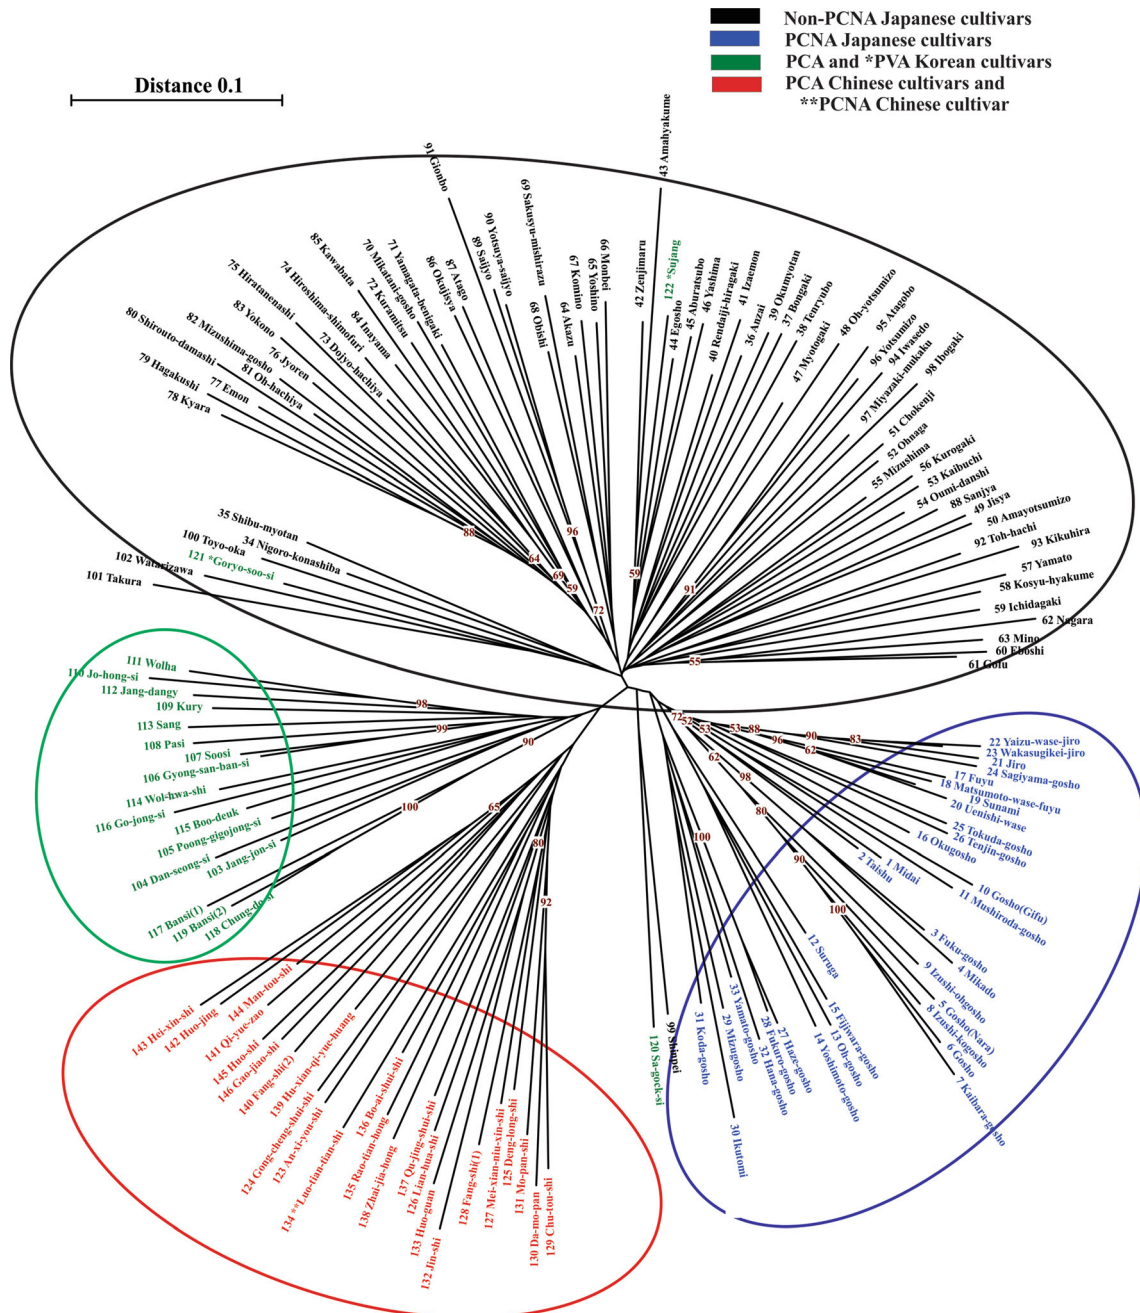 Non-PCNA Japanese cultivars
PCNA Japanese cultivars
PCA and *PVA Korean cultivars
PCA Chinese cultivars and
**PCNA Chinese cultivar
Distance 0.1
101 Takura
102 Watarizawa
121 *Goryo-soo-si
100 Toyo-oka
34 Nigoro-konashiba
35 Shibu-myotan
78 Kyara
79 Hagakushi
77 Emon
80 Shirouto-damashi
81 Oh-hachiya
82 Mizushima-gosho
76 Jyoren
83 Yokono
75 Hiratanenashi
73 Dojyo-hachiya
74 Hiroshima-shimofuri
84 Inayama
85 Kawabata
72 Kuramitsu
70 Mikatani-gosho
71 Yamagata-benigaki
86 Okujisya
87 Atago
91 Gionbo
89 Saijyo
90 Yotsuya-saijyo
69 Sakusyu-mishirazu
68 Obishi
64 Akazu
67 Komino
65 Yoshino
66 Monbei
42 Zenjimaru
43 Amahyakume
122 *Sujang
44 Egosho
45 Aburatsubo
46 Yashima
40 Rendaiji-hiragaki
41 Izaemon
36 Anzai
39 Okumyotan
37 Bongaki
38 Tenryubo
47 Myotogaki
48 Oh-yotsumizo
95 Atagobo
96 Yotsumizo
94 Iwasedo
97 Miyazaki-mukaku
98 Ibogaki
51 Chokenji
52 Ohnaga
55 Mizushima
56 Kurogaki
53 Kaibuchi
54 Oumi-danshi
88 Sanjya
49 Jisya
50 Amayotsumizo
92 Toh-hachi
93 Kikuhira
57 Yamato
58 Kosyu-hyakume
59 Ichidagaki
62 Nagara
63 Mino
60 Eboshi
61 Gofu
88
64
69
59
96
72
59
91
55
111 Wolha
110 Jo-hong-si
112 Jang-dangy
109 Kury
113 Sang
108 Pasi
107 Soosi
106 Gyong-san-ban-si
114 Wol-hwa-shi
116 Go-jong-si
115 Boo-deuk
105 Poong-gigojong-si
104 Dan-seong-si
103 Jang-jon-si
117 Bansi(1)
119 Bansi(2)
118 Chung-do-si
98
99
90
100
65
80
92
143 Hei-xin-shi
142 Huo-jing
144 Man-tou-shi
141 Qi-yue-zao
145 Huo-shi
146 Gao-jiao-shi
140 Fang-shi(2)
139 Hu-xian-qi-yue-huang
124 Gong-cheng-shui-shi
123 An-xi-you-shi
134 **Luo-tian-tian-shi
136 Bo-ai-shui-shi
135 Rao-tian-hong
138 Zhai-jia-hong
137 Qu-jing-shui-shi
126 Lian-hua-shi
133 Huo-guan
132 Jin-shi
128 Fang-shi(1)
127 Mei-xian-niu-xin-shi
125 Deng-long-shi
131 Mo-pan-shi
130 Da-mo-pan
129 Chu-tou-shi
120 Sa-gock-si
72
52
53
53
88
96
90
62
83
62
98
80
90
100
100
22 Yaizu-wase-jiro
23 Wakasugikei-jiro
21 Jiro
24 Sagiyama-gosho
17 Fuyu
18 Matsumoto-wase-fuyu
19 Sunami
20 Uenishi-wase
25 Tokuda-gosho
26 Tenjin-gosho
16 Okugosho
1 Midai
2 Taishu
10 Gosho(Gifu)
11 Mushiroda-gosho
3 Fuku-gosho
4 Mikado
9 Izushi-ohgosho
5 Gosho(Nara)
8 Izushi-kogosho
6 Gosho
7 Kaibara-gosho
12 Suruga
15 Fijiwara-gosho
13 Oh-gosho
14 Yoshimoto-gosho
27 Haze-gosho
28 Fukuro-gosho
32 Hana-gosho
33 Yamato-gosho
29 Mizugosho
30 Ikutomi
31 Koda-gosho